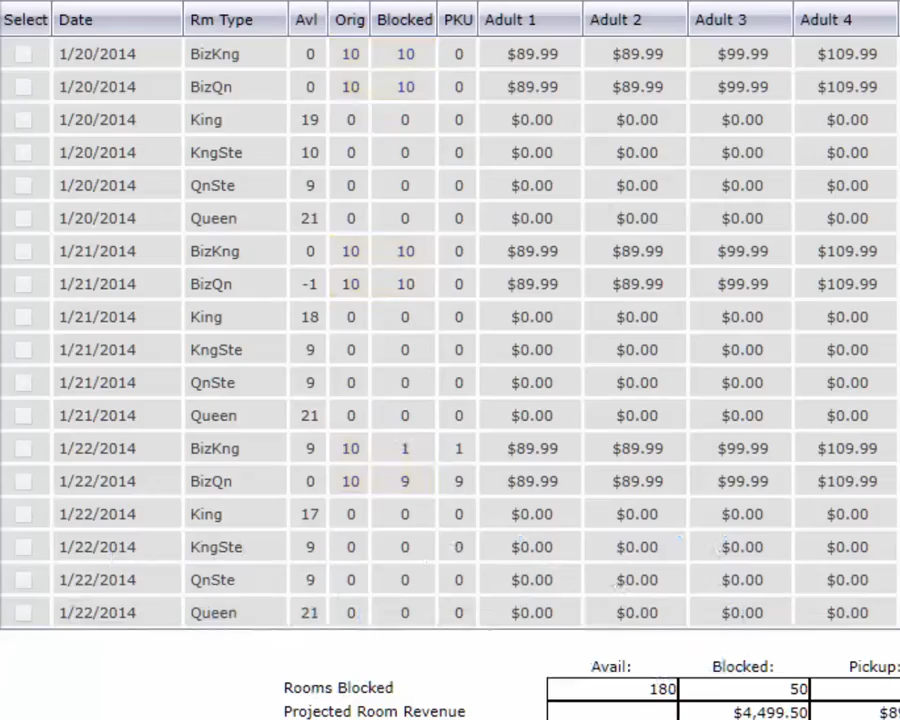 Select Date Rm Type Avl Orig Blocked PKU Adult 1 Adult 2 Adult 3 Adult 4
1/20/2014 BizKng 0 10 10 0 $89.99 $89.99 $99.99 $109.99
1/20/2014 BizQn 0 10 10 0 $89.99 $89.99 $99.99 $109.99
1/20/2014 King 19 0 0 0 $0.00 $0.00 $0.00 $0.00
1/20/2014 KngSte 10 0 0 0 $0.00 $0.00 $0.00 $0.00
1/20/2014 QnSte 9 0 0 0 $0.00 $0.00 $0.00 $0.00
1/20/2014 Queen 21 0 0 0 $0.00 $0.00 $0.00 $0.00
1/21/2014 BizKng 0 10 10 0 $89.99 $89.99 $99.99 $109.99
1/21/2014 BizQn -1 10 10 0 $89.99 $89.99 $99.99 $109.99
1/21/2014 King 18 0 0 0 $0.00 $0.00 $0.00 $0.00
1/21/2014 KngSte 9 0 0 0 $0.00 $0.00 $0.00 $0.00
1/21/2014 QnSte 9 0 0 0 $0.00 $0.00 $0.00 $0.00
1/21/2014 Queen 21 0 0 0 $0.00 $0.00 $0.00 $0.00
1/22/2014 BizKng 9 10 1 1 $89.99 $89.99 $99.99 $109.99
1/22/2014 BizQn 0 10 9 9 $89.99 $89.99 $99.99 $109.99
1/22/2014 King 17 0 0 0 $0.00 $0.00 $0.00 $0.00
1/22/2014 KngSte 9 0 0 0 $0.00 $0.00 $0.00 $0.00
1/22/2014 QnSte 9 0 0 0 $0.00 $0.00 $0.00 $0.00
1/22/2014 Queen 21 0 0 0 $0.00 $0.00 $0.00 $0.00
Avail: Blocked: Pickup:
Rooms Blocked 180 50
Projected Room Revenue $4,499.50